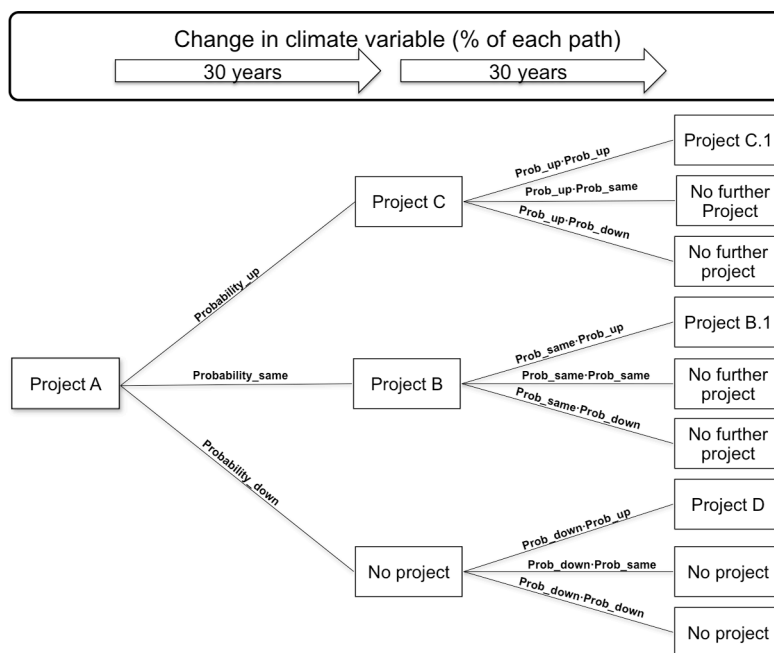 Change in climate variable (% of each path)
30 years
30 years
Project A
Probability_up
Probability_same
Probability_down
Project C
Prob_up·Prob_up
Prob_up·Prob_same
Prob_up·Prob_down
Project C.1
No further
Project
No further
project
Project B
Prob_same·Prob_up
Prob_same·Prob_same
Prob_same·Prob_down
Project B.1
No further
project
No further
project
No project
Prob_down·Prob_up
Prob_down·Prob_same
Prob_down·Prob_down
Project D
No project
No project